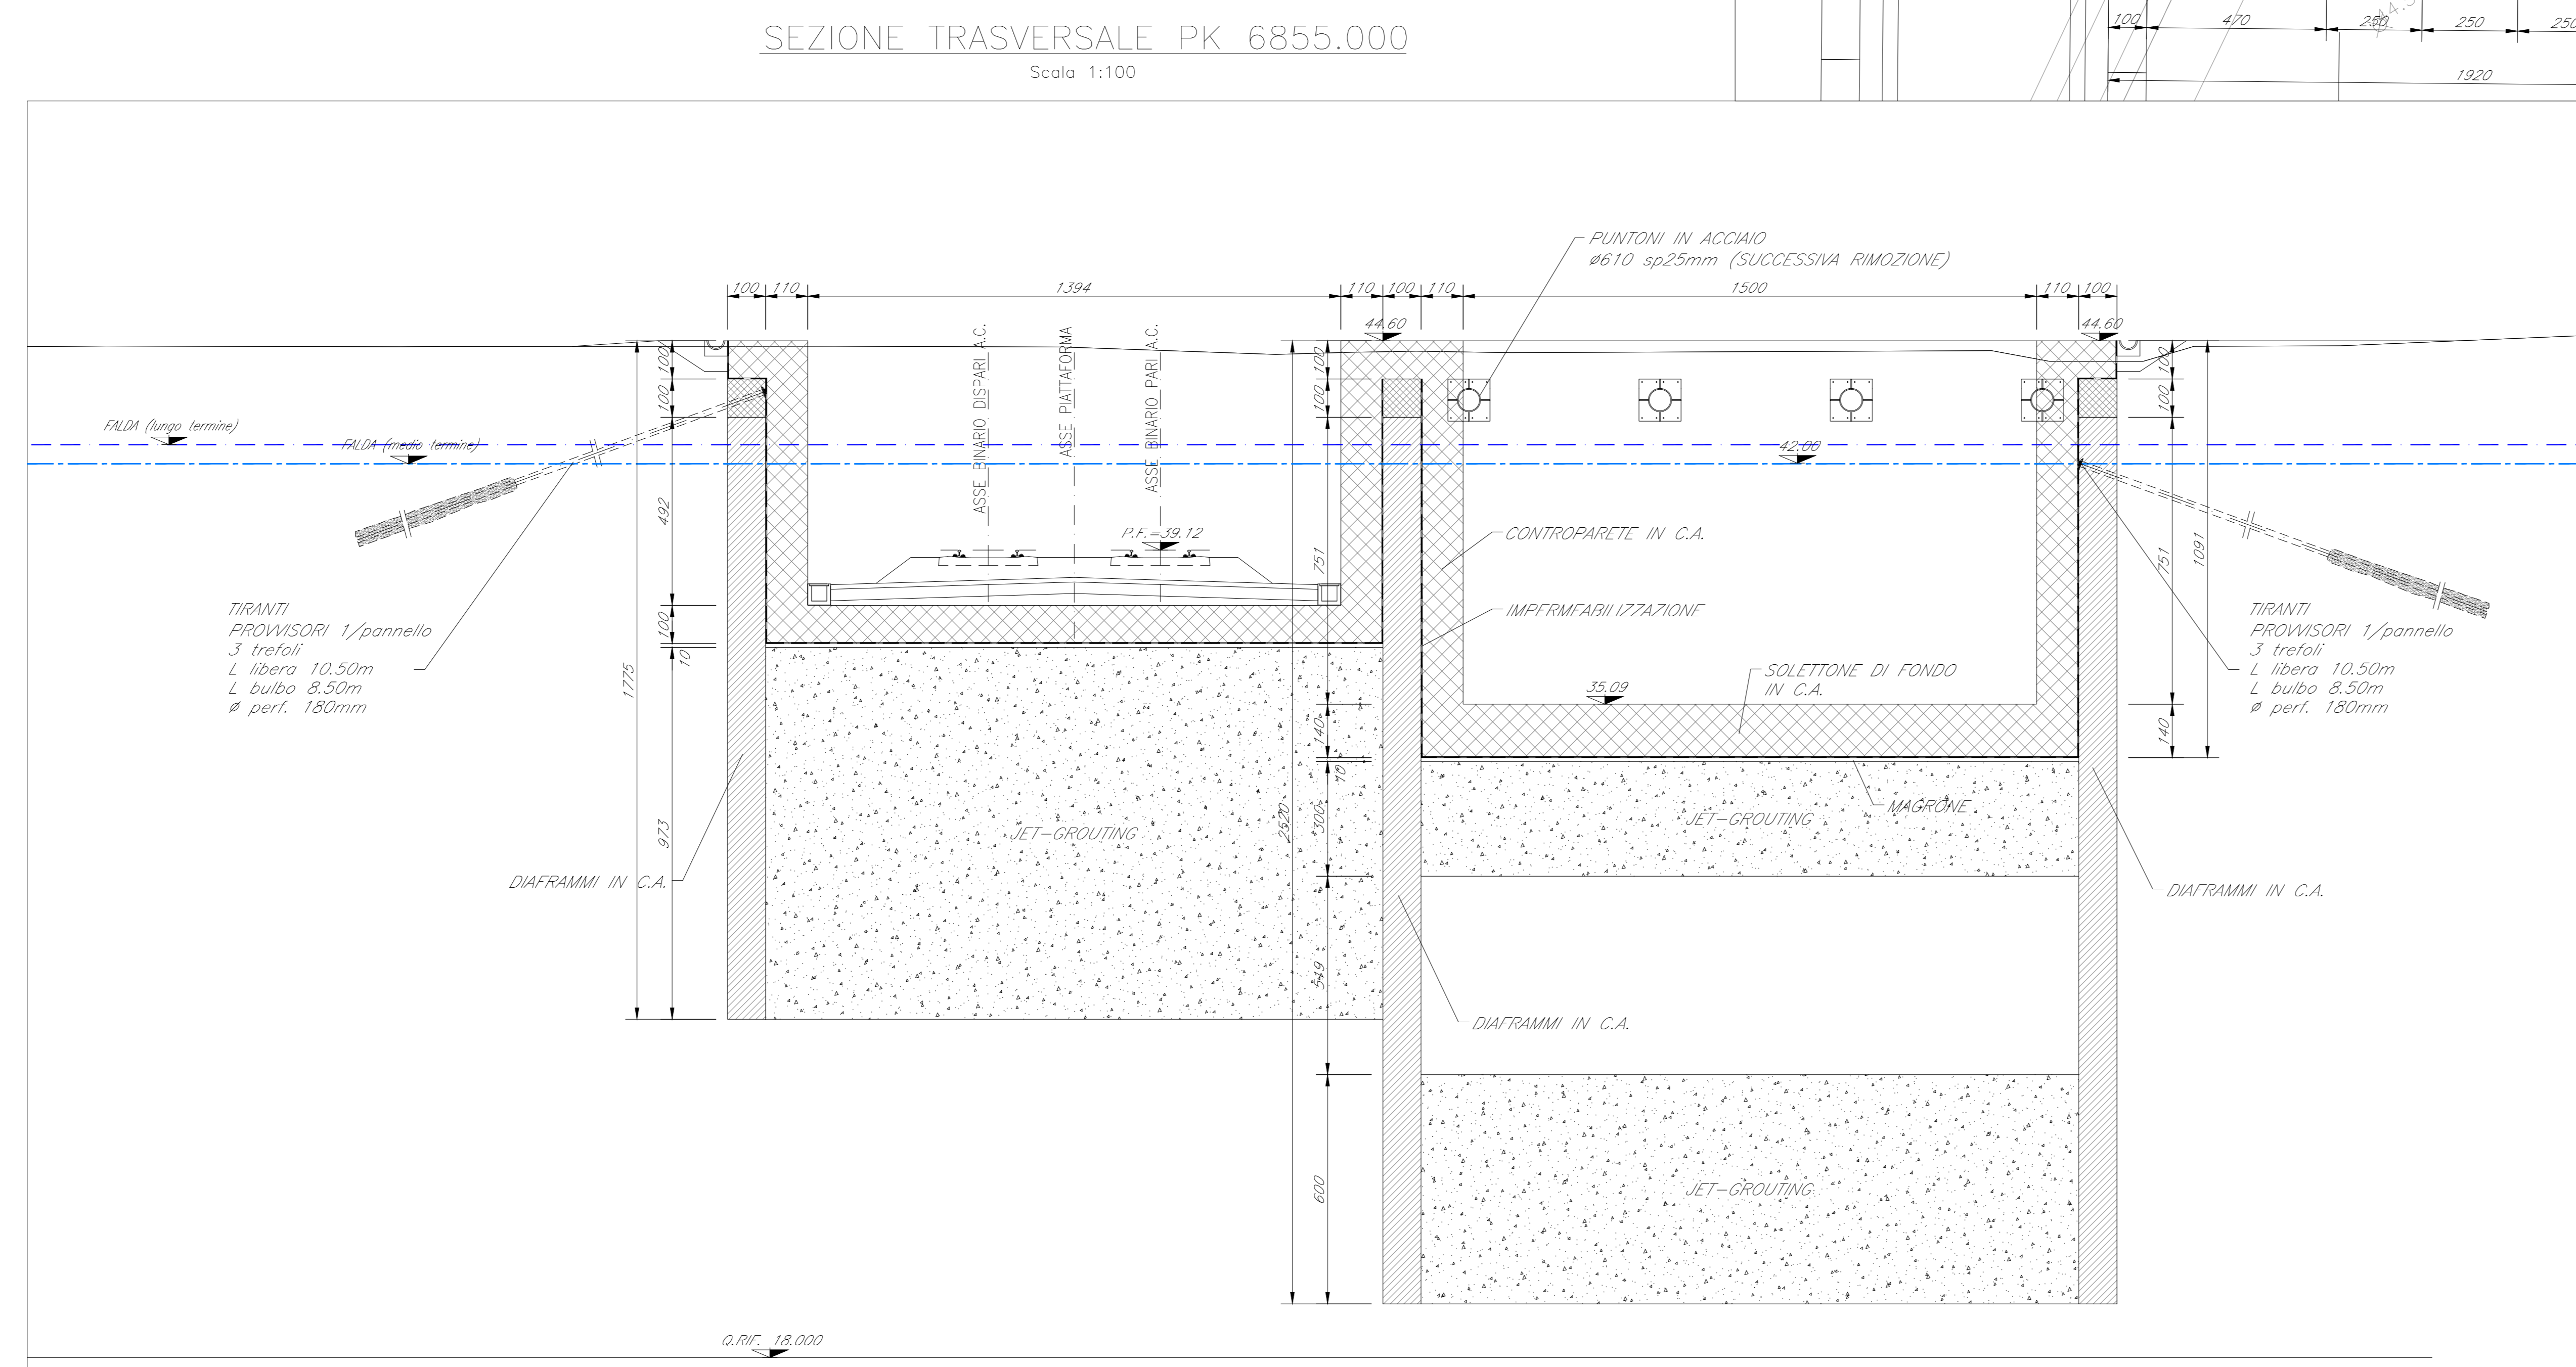 SEZIONE TRASVERSALE PK 6855.000
Scala 1:100
100
470
250
250
1920
PUNTONI IN ACCIAIO
ø610 sp25mm (SUCCESSIVA RIMOZIONE)
100
110
1394
110
100
110
1500
110
100
44.60
44.60
ASSE BINARIO DISPARI A.C.
ASSE PIATTAFORMA
ASSE BINARIO PARI A.C.
100
100
492
100
10
973
1775
100
100
751
140
10
300
549
600
2520
100
100
751
140
1091
FALDA (lungo termine)
FALDA (medio termine)
42.00
P.F.=39.12
CONTROPARETE IN C.A.
IMPERMEABILIZZAZIONE
TIRANTI
PROVVISORI 1/pannello
3 trefoli
L libera 10.50m
L bulbo 8.50m
ø perf. 180mm
TIRANTI
PROVVISORI 1/pannello
3 trefoli
L libera 10.50m
L bulbo 8.50m
ø perf. 180mm
SOLETTONE DI FONDO
IN C.A.
35.09
MAGRONE
JET-GROUTING
JET-GROUTING
DIAFRAMMI IN C.A.
DIAFRAMMI IN C.A.
DIAFRAMMI IN C.A.
JET-GROUTING
Q.RIF. 18.000